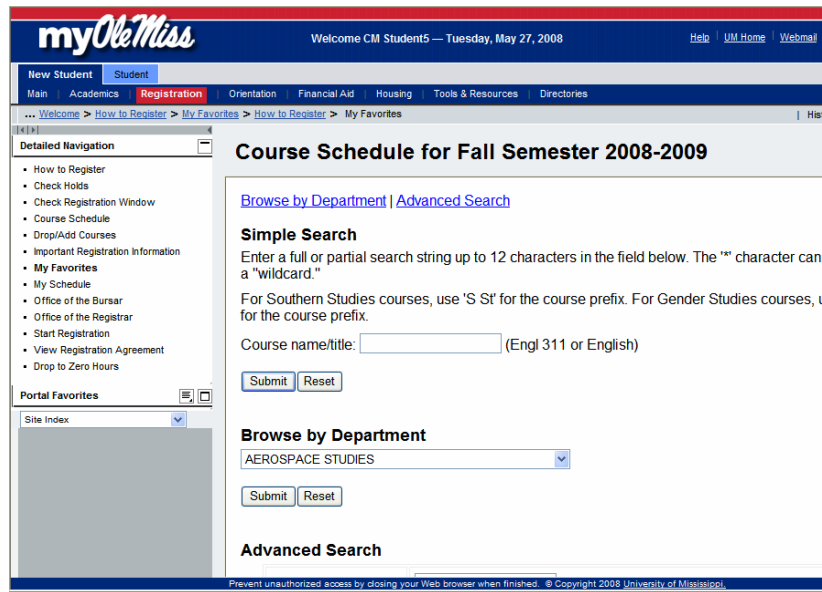 myOle Miss
Welcome CM Student5 — Tuesday, May 27, 2008
Help UM Home Webmail
New Student Student
Main Academics Registration Orientation Financial Aid Housing Tools & Resources Directories
... Welcome > How to Register > My Favorites > How to Register > My Favorites | His
Detailed Navigation
How to Register
Check Holds
Check Registration Window
Course Schedule
Drop/Add Courses
Important Registration Information
My Favorites
My Schedule
Office of the Bursar
Office of the Registrar
Start Registration
View Registration Agreement
Drop to Zero Hours
Portal Favorites
Site Index
Course Schedule for Fall Semester 2008-2009
Browse by Department | Advanced Search
Simple Search
Enter a full or partial search string up to 12 characters in the field below. The '*' character can
a "wildcard."
For Southern Studies courses, use 'S St' for the course prefix. For Gender Studies courses, u
for the course prefix.
Course name/title: (Engl 311 or English)
Submit Reset
Browse by Department
AEROSPACE STUDIES
Submit Reset
Advanced Search
Prevent unauthorized access by closing your Web browser when finished. © Copyright 2008 University of Mississippi.